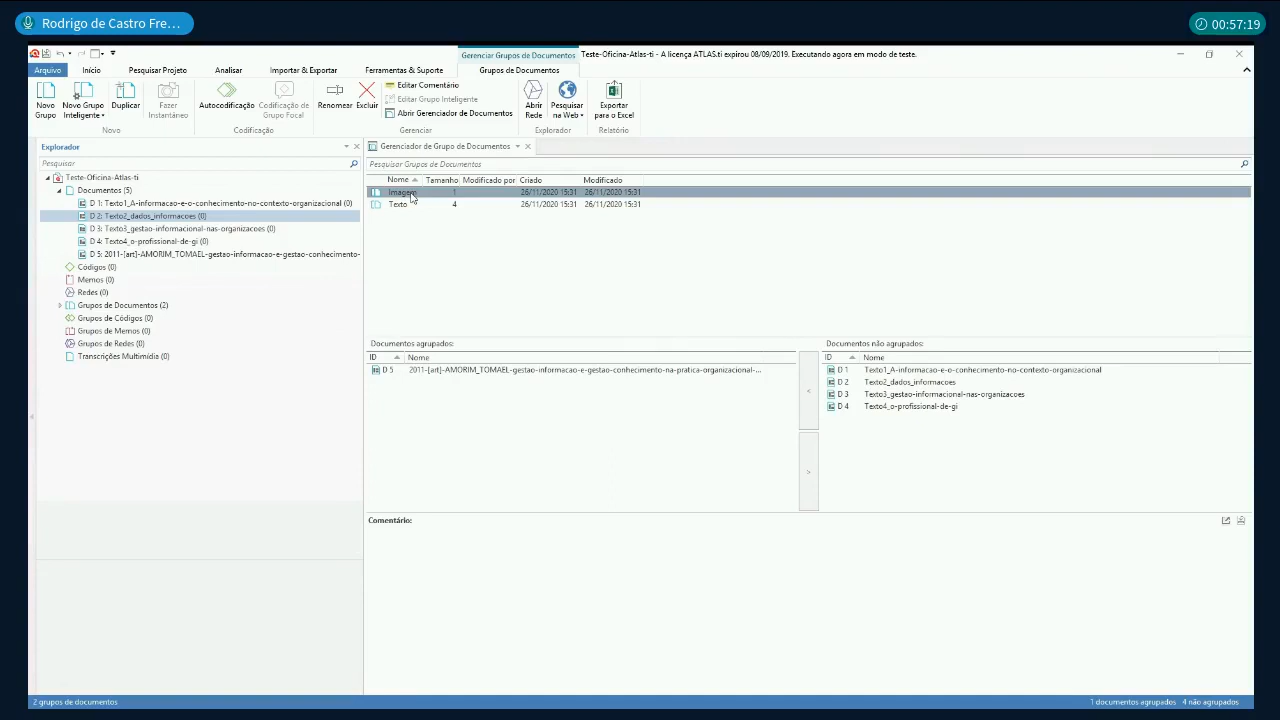 Rodrigo de Castro Fre...
00:57:19
Gerenciar Grupos de Documentos
Teste-Oficina-Atlas-ti - A licença ATLAS.ti expirou 08/09/2019. Executando agora em modo de teste.
Arquivo
Início
Pesquisar Projeto
Analisar
Importar & Exportar
Ferramentas & Suporte
Grupos de Documentos
Novo Grupo
Novo Grupo Inteligente
Duplicar
Fazer Instantâneo
Autocodificação
Codificação de Grupo Focal
Renomear
Excluir
Editar Comentário
Editar Grupo Inteligente
Abrir Gerenciador de Documentos
Abrir Rede
Pesquisar na Web
Exportar para o Excel
Novo
Codificação
Gerenciar
Explorador
Relatório
Explorador
Pesquisar
Teste-Oficina-Atlas-ti
Documentos (5)
D 1: Texto1_A-informacao-e-o-conhecimento-no-contexto-organizacional (0)
D 2: Texto2_dados_informacoes (0)
D 3: Texto3_gestao-informacional-nas-organizacoes (0)
D 4: Texto4_o-profissional-de-gi (0)
D 5: 2011-[art]-AMORIM_TOMAEL-gestao-informacao-e-gestao-conhecimento-
Códigos (0)
Memos (0)
Redes (0)
Grupos de Documentos (2)
Grupos de Códigos (0)
Grupos de Memos (0)
Grupos de Redes (0)
Transcrições Multimídia (0)
Gerenciador de Grupo de Documentos
Pesquisar Grupos de Documentos
Nome Tamanho Modificado por Criado Modificado
Imagem 1 26/11/2020 15:31 26/11/2020 15:31
Texto 4 26/11/2020 15:31 26/11/2020 15:31
Documentos agrupados:
ID Nome
D 5 2011-[art]-AMORIM_TOMAEL-gestao-informacao-e-gestao-conhecimento-na-pratica-organizacional-...
<
>
Documentos não agrupados:
ID Nome
D 1 Texto1_A-informacao-e-o-conhecimento-no-contexto-organizacional
D 2 Texto2_dados_informacoes
D 3 Texto3_gestao-informacional-nas-organizacoes
D 4 Texto4_o-profissional-de-gi
Comentário:
2 grupos de documentos
1 documentos agrupados 4 não agrupados